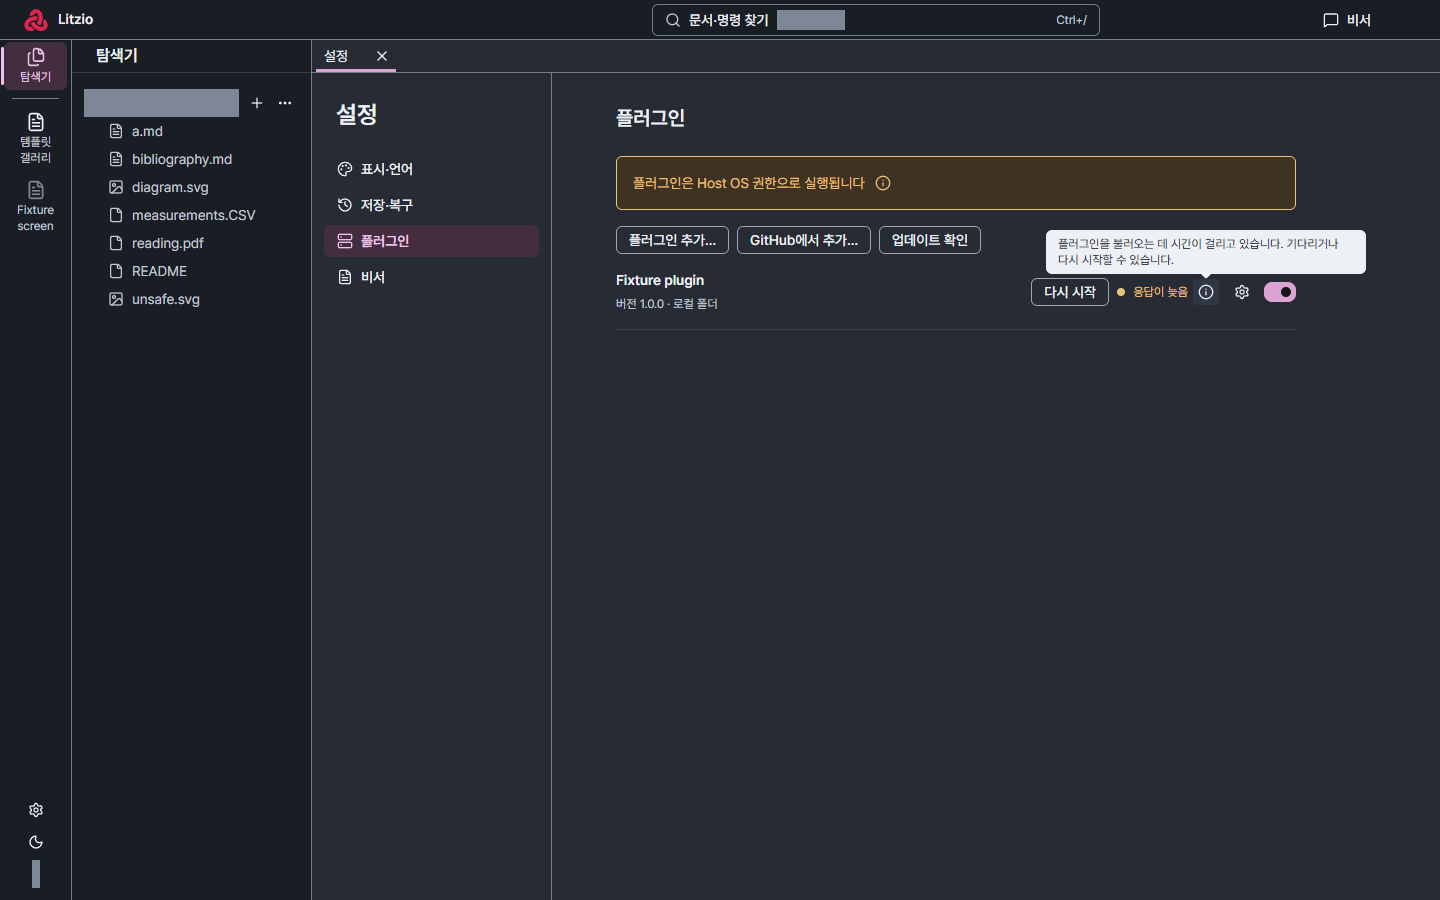 Litzio
문서·명령 찾기
Ctrl+/
비서
탐색기
템플릿
갤러리
Fixture
screen
탐색기
a.md
bibliography.md
diagram.svg
measurements.CSV
reading.pdf
README
unsafe.svg
설정
설정
표시·언어
저장·복구
플러그인
비서
플러그인
플러그인은 Host OS 권한으로 실행됩니다
플러그인 추가...
GitHub에서 추가...
업데이트 확인
플러그인을 불러오는 데 시간이 걸리고 있습니다. 기다리거나
다시 시작할 수 있습니다.
Fixture plugin
버전 1.0.0 · 로컬 폴더
다시 시작
응답이 늦음